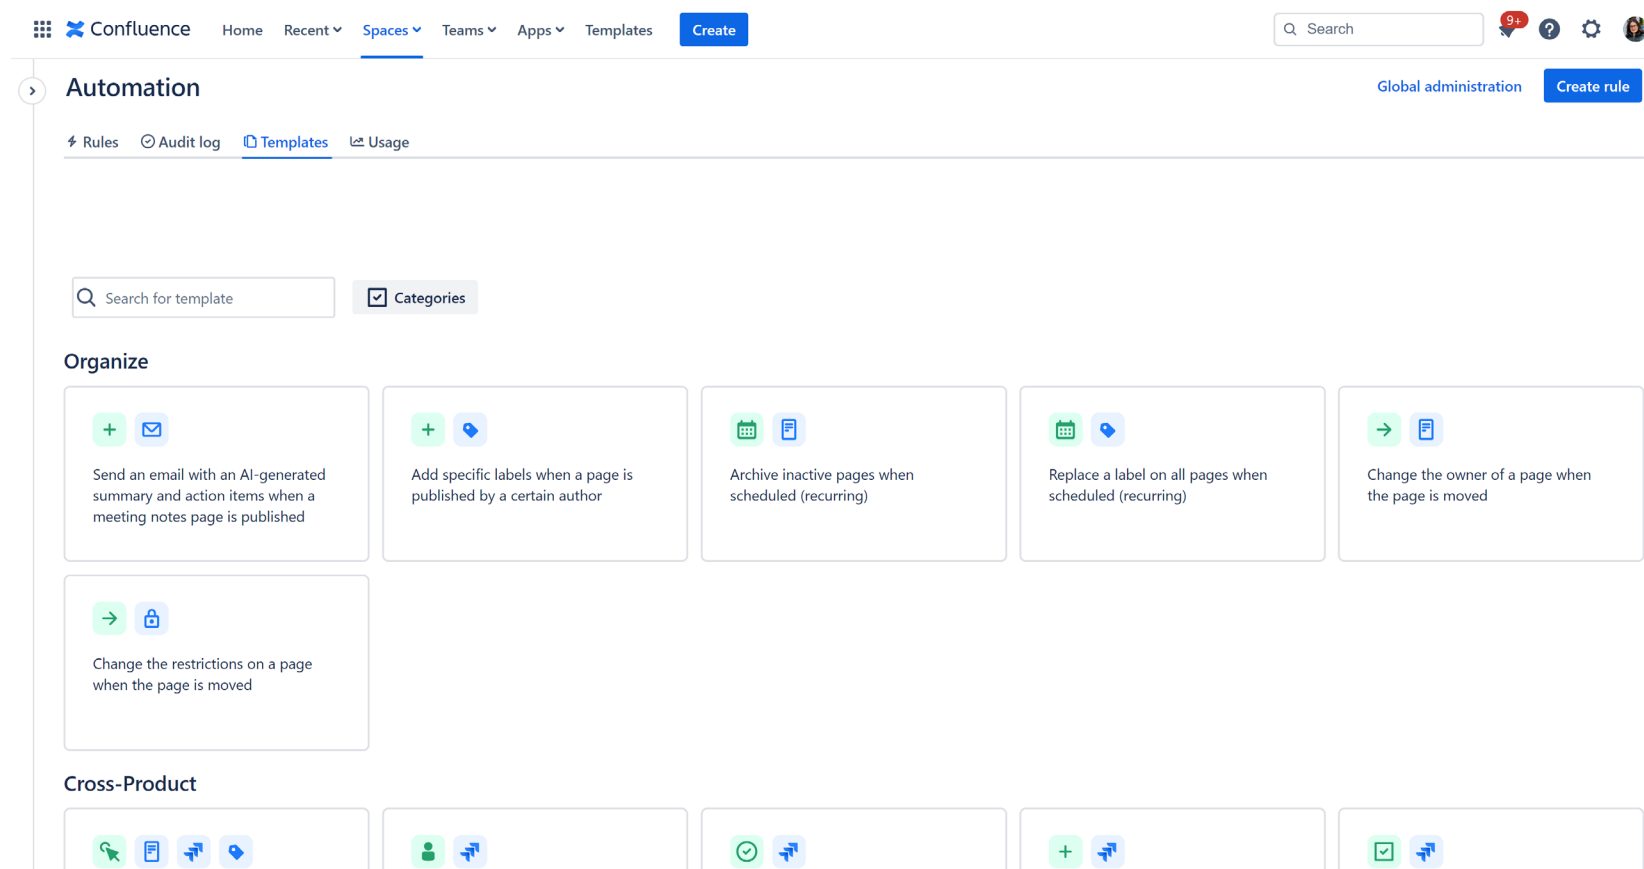 Confluence
Home Recent Spaces Teams Apps Templates Create
Search
9+
Automation
Global administration
Create rule
Rules Audit log Templates Usage
Search for template
Categories
Organize
Send an email with an AI-generated
summary and action items when a
meeting notes page is published
Add specific labels when a page is
published by a certain author
Archive inactive pages when
scheduled (recurring)
Replace a label on all pages when
scheduled (recurring)
Change the owner of a page when
the page is moved
Change the restrictions on a page
when the page is moved
Cross-Product